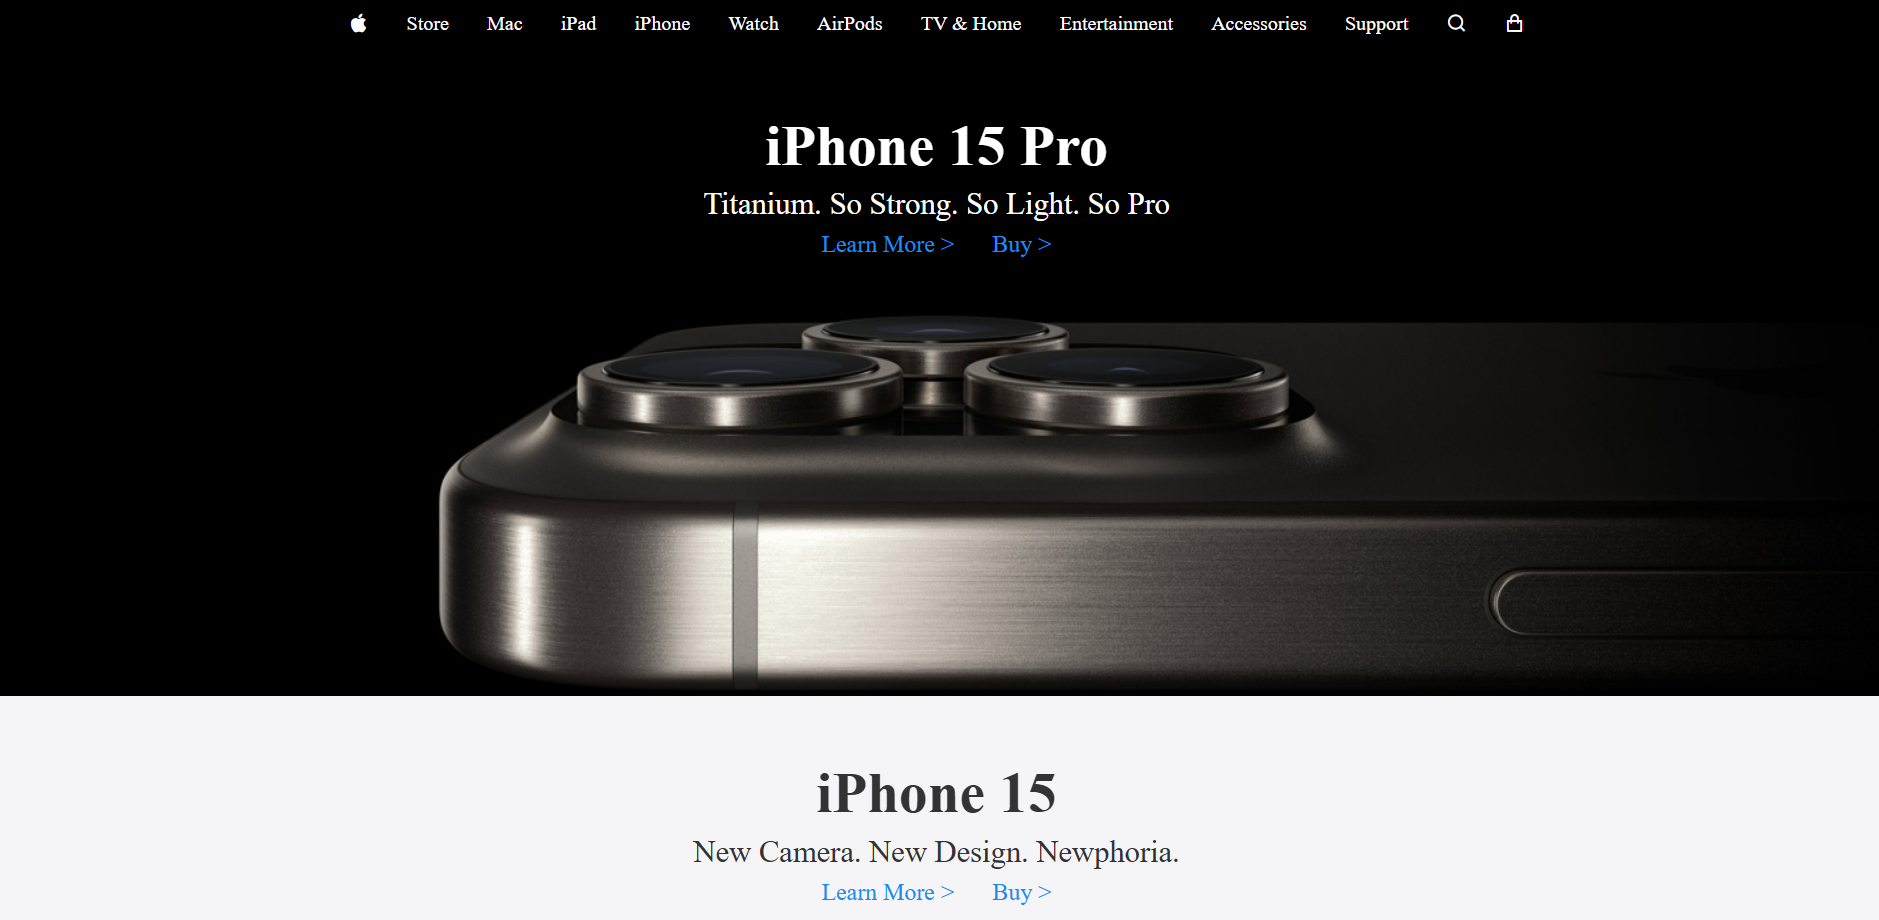 Store Mac iPad iPhone Watch AirPods TV & Home Entertainment Accessories Support
iPhone 15 Pro
Titanium. So Strong. So Light. So Pro
Learn More > Buy >
iPhone 15
New Camera. New Design. Newphoria.
Learn More > Buy >